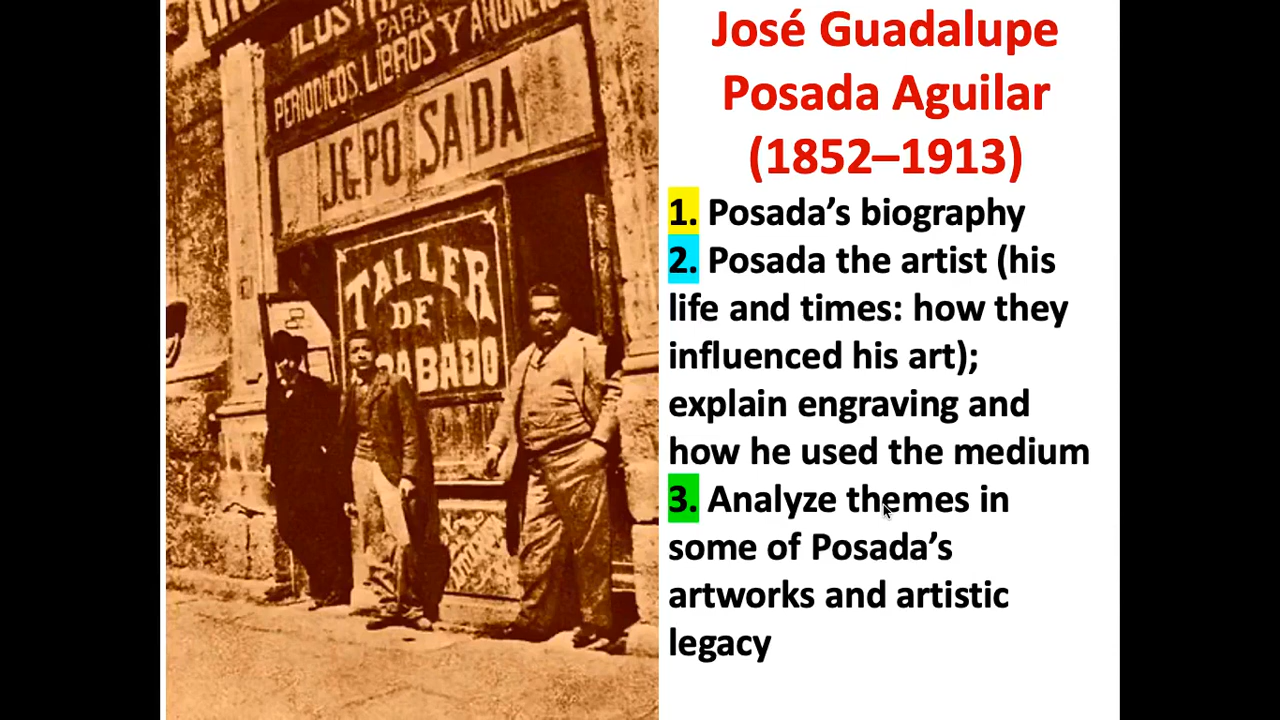 ILUSTRA
PARA
PERIODICOS, LIBROS Y ANUNCIOS
J.G. POSADA
TALLER
DE
RABADO
José Guadalupe
Posada Aguilar
(1852–1913)
1. Posada’s biography
2. Posada the artist (his
life and times: how they
influenced his art);
explain engraving and
how he used the medium
3. Analyze themes in
some of Posada’s
artworks and artistic
legacy